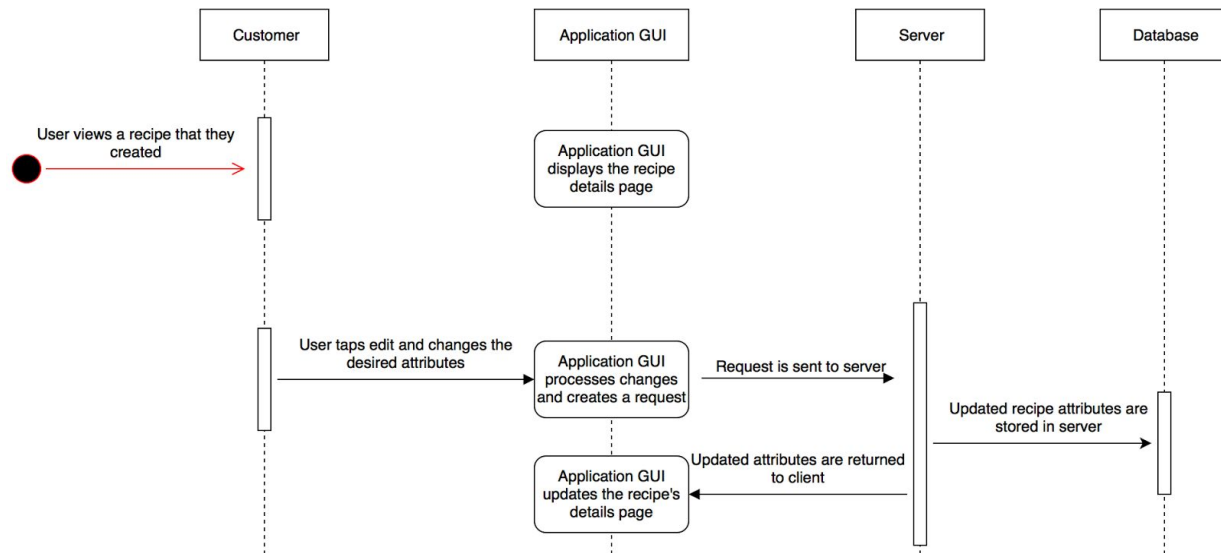 Customer
Application GUI
Server
Database
User views a recipe that they
created
Application GUI
displays the recipe
details page
User taps edit and changes the
desired attributes
Application GUI
processes changes
and creates a request
Request is sent to server
Updated recipe attributes are
stored in server
Updated attributes are returned
to client
Application GUI
updates the recipe's
details page